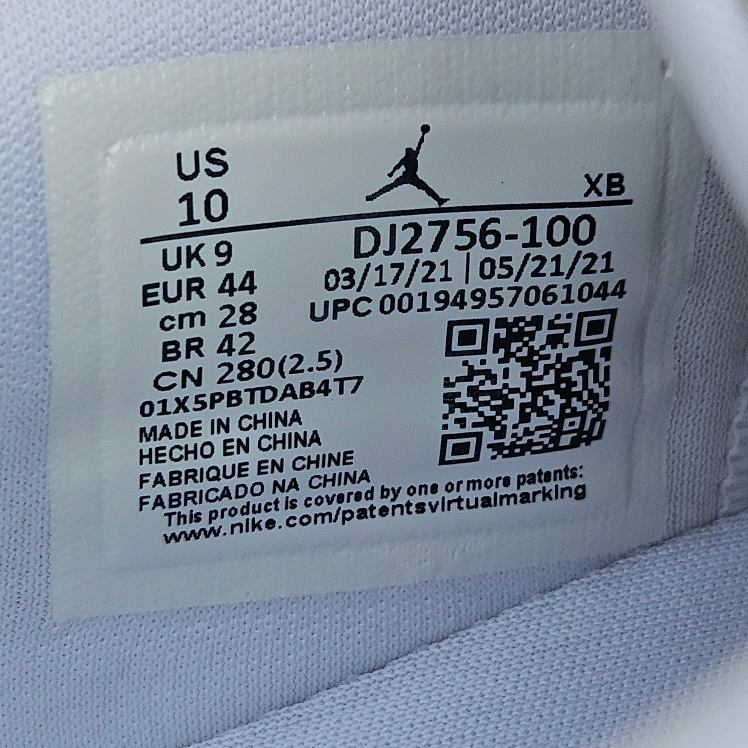 US
10
XB
UK 9
DJ2756-100
EUR 44
03/17/21 | 05/21/21
cm 28
UPC 00194957061044
BR 42
CN 280(2.5)
01X5PBTDAB4T7
MADE IN CHINA
HECHO EN CHINA
FABRIQUE EN CHINE
FABRICADO NA CHINA
This product is covered by one or more patents:
www.nike.com/patentsvirtualmarking